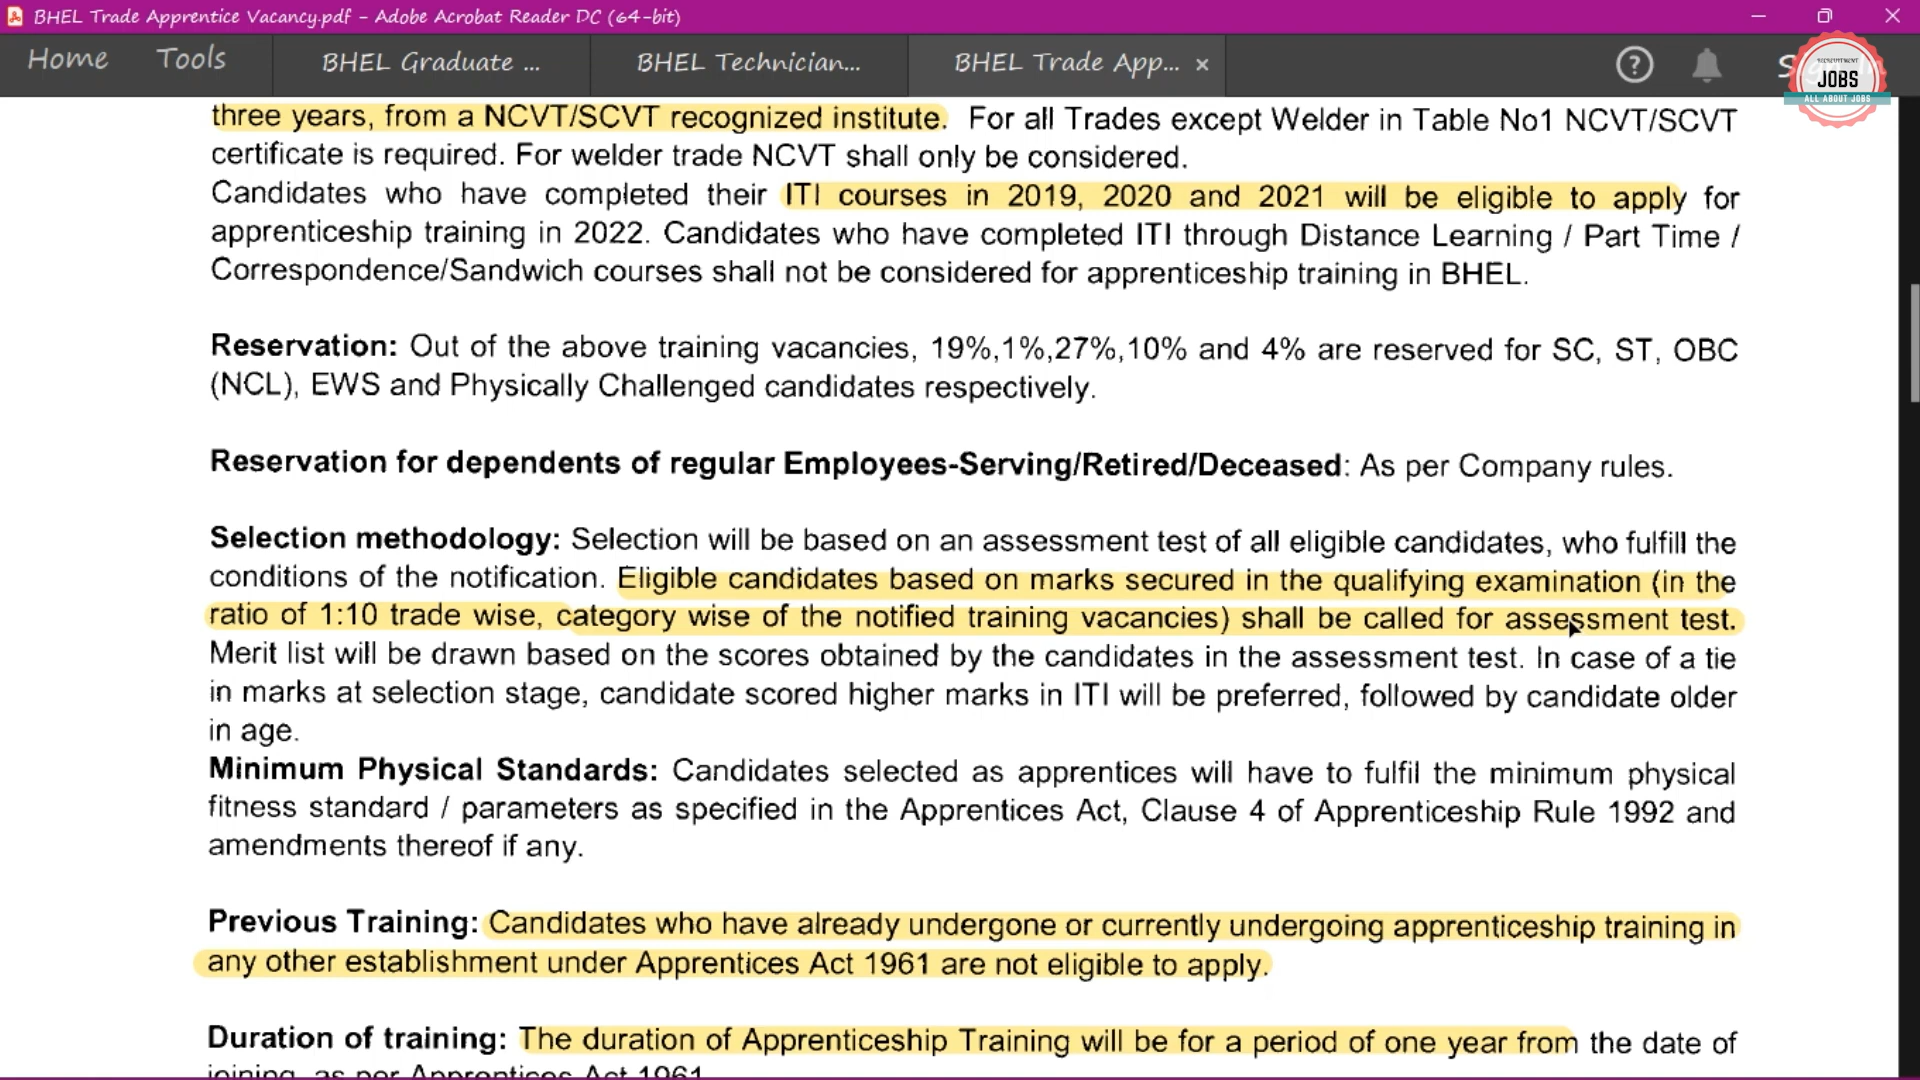 BHEL Trade Apprentice Vacancy.pdf - Adobe Acrobat Reader DC (64-bit)
Home Tools BHEL Graduate ... BHEL Technician... BHEL Trade App... × ?
JOBS
ALL ABOUT JOBS
three years, from a NCVT/SCVT recognized institute. For all Trades except Welder in Table No1 NCVT/SCVT
certificate is required. For welder trade NCVT shall only be considered.
Candidates who have completed their ITI courses in 2019, 2020 and 2021 will be eligible to apply for
apprenticeship training in 2022. Candidates who have completed ITI through Distance Learning / Part Time /
Correspondence/Sandwich courses shall not be considered for apprenticeship training in BHEL.
Reservation: Out of the above training vacancies, 19%,1%,27%,10% and 4% are reserved for SC, ST, OBC
(NCL), EWS and Physically Challenged candidates respectively.
Reservation for dependents of regular Employees-Serving/Retired/Deceased: As per Company rules.
Selection methodology: Selection will be based on an assessment test of all eligible candidates, who fulfill the
conditions of the notification. Eligible candidates based on marks secured in the qualifying examination (in the
ratio of 1:10 trade wise, category wise of the notified training vacancies) shall be called for assessment test.
Merit list will be drawn based on the scores obtained by the candidates in the assessment test. In case of a tie
in marks at selection stage, candidate scored higher marks in ITI will be preferred, followed by candidate older
in age.
Minimum Physical Standards: Candidates selected as apprentices will have to fulfil the minimum physical
fitness standard / parameters as specified in the Apprentices Act, Clause 4 of Apprenticeship Rule 1992 and
amendments thereof if any.
Previous Training: Candidates who have already undergone or currently undergoing apprenticeship training in
any other establishment under Apprentices Act 1961 are not eligible to apply.
Duration of training: The duration of Apprenticeship Training will be for a period of one year from the date of
joining, as per Apprentices Act 1961.